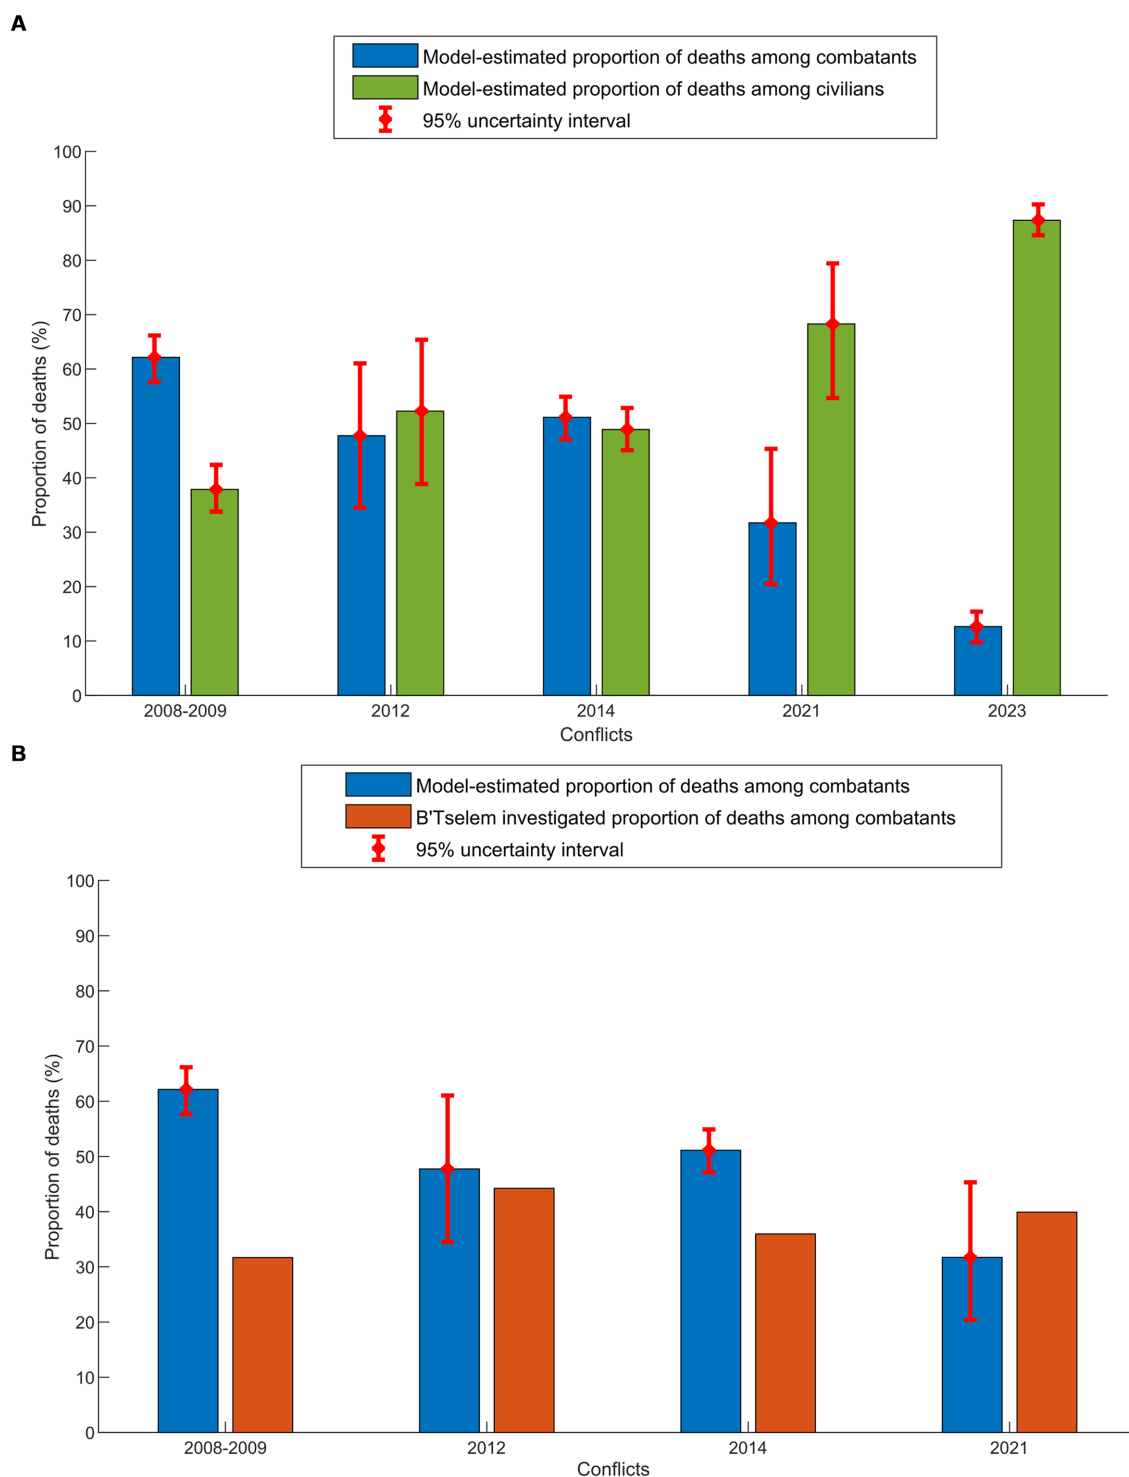 A
Model-estimated proportion of deaths among combatants
Model-estimated proportion of deaths among civilians
95% uncertainty interval
100
90
80
70
60
50
40
30
20
10
0
Proportion of deaths (%)
2008-2009 2012 2014 2021 2023
Conflicts
B
Model-estimated proportion of deaths among combatants
B'Tselem investigated proportion of deaths among combatants
95% uncertainty interval
100
90
80
70
60
50
40
30
20
10
0
Proportion of deaths (%)
2008-2009 2012 2014 2021
Conflicts